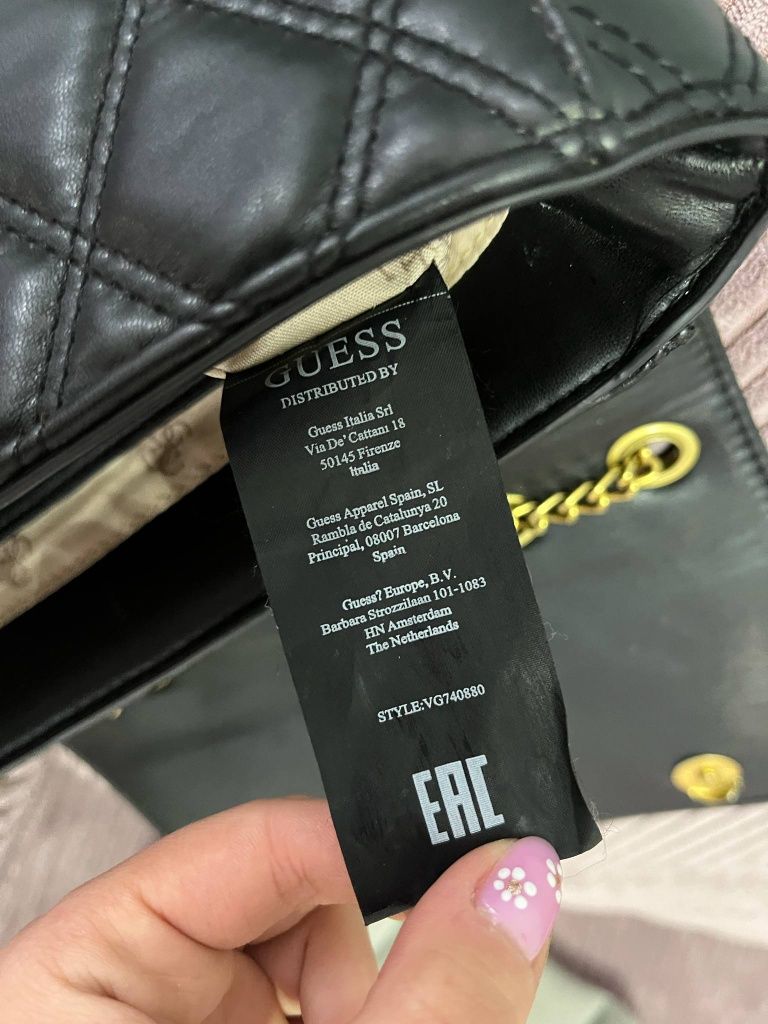 GUESS
DISTRIBUTED BY
Guess Italia Srl
Via De' Cattani 18
50145 Firenze
Italia
Guess Apparel Spain, SL
Rambla de Catalunya 20
Principal, 08007 Barcelona
Spain
Guess? Europe, B.V.
Barbara Strozzilaan 101-1083
HN Amsterdam
The Netherlands
STYLE:VG740880
EAC